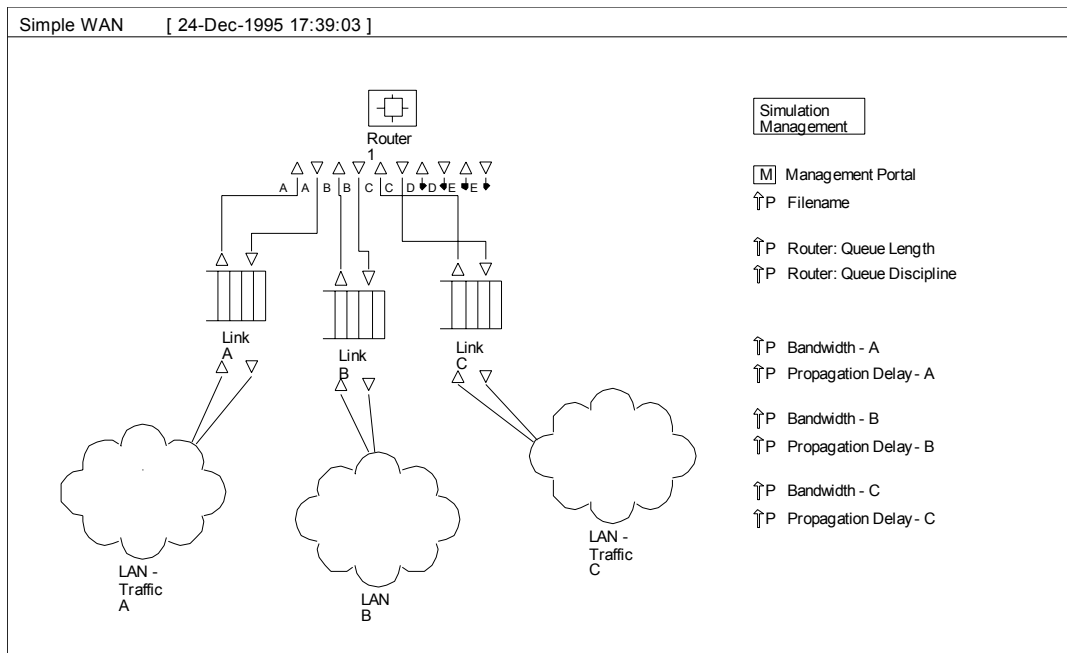 Simple WAN [ 24-Dec-1995 17:39:03 ]
Router
1
A A B B C C D D E E
Link
A
Link
B
Link
C
LAN -
Traffic
A
LAN
B
LAN -
Traffic
C
Simulation
Management
M Management Portal
P Filename
P Router: Queue Length
P Router: Queue Discipline
P Bandwidth - A
P Propagation Delay - A
P Bandwidth - B
P Propagation Delay - B
P Bandwidth - C
P Propagation Delay - C